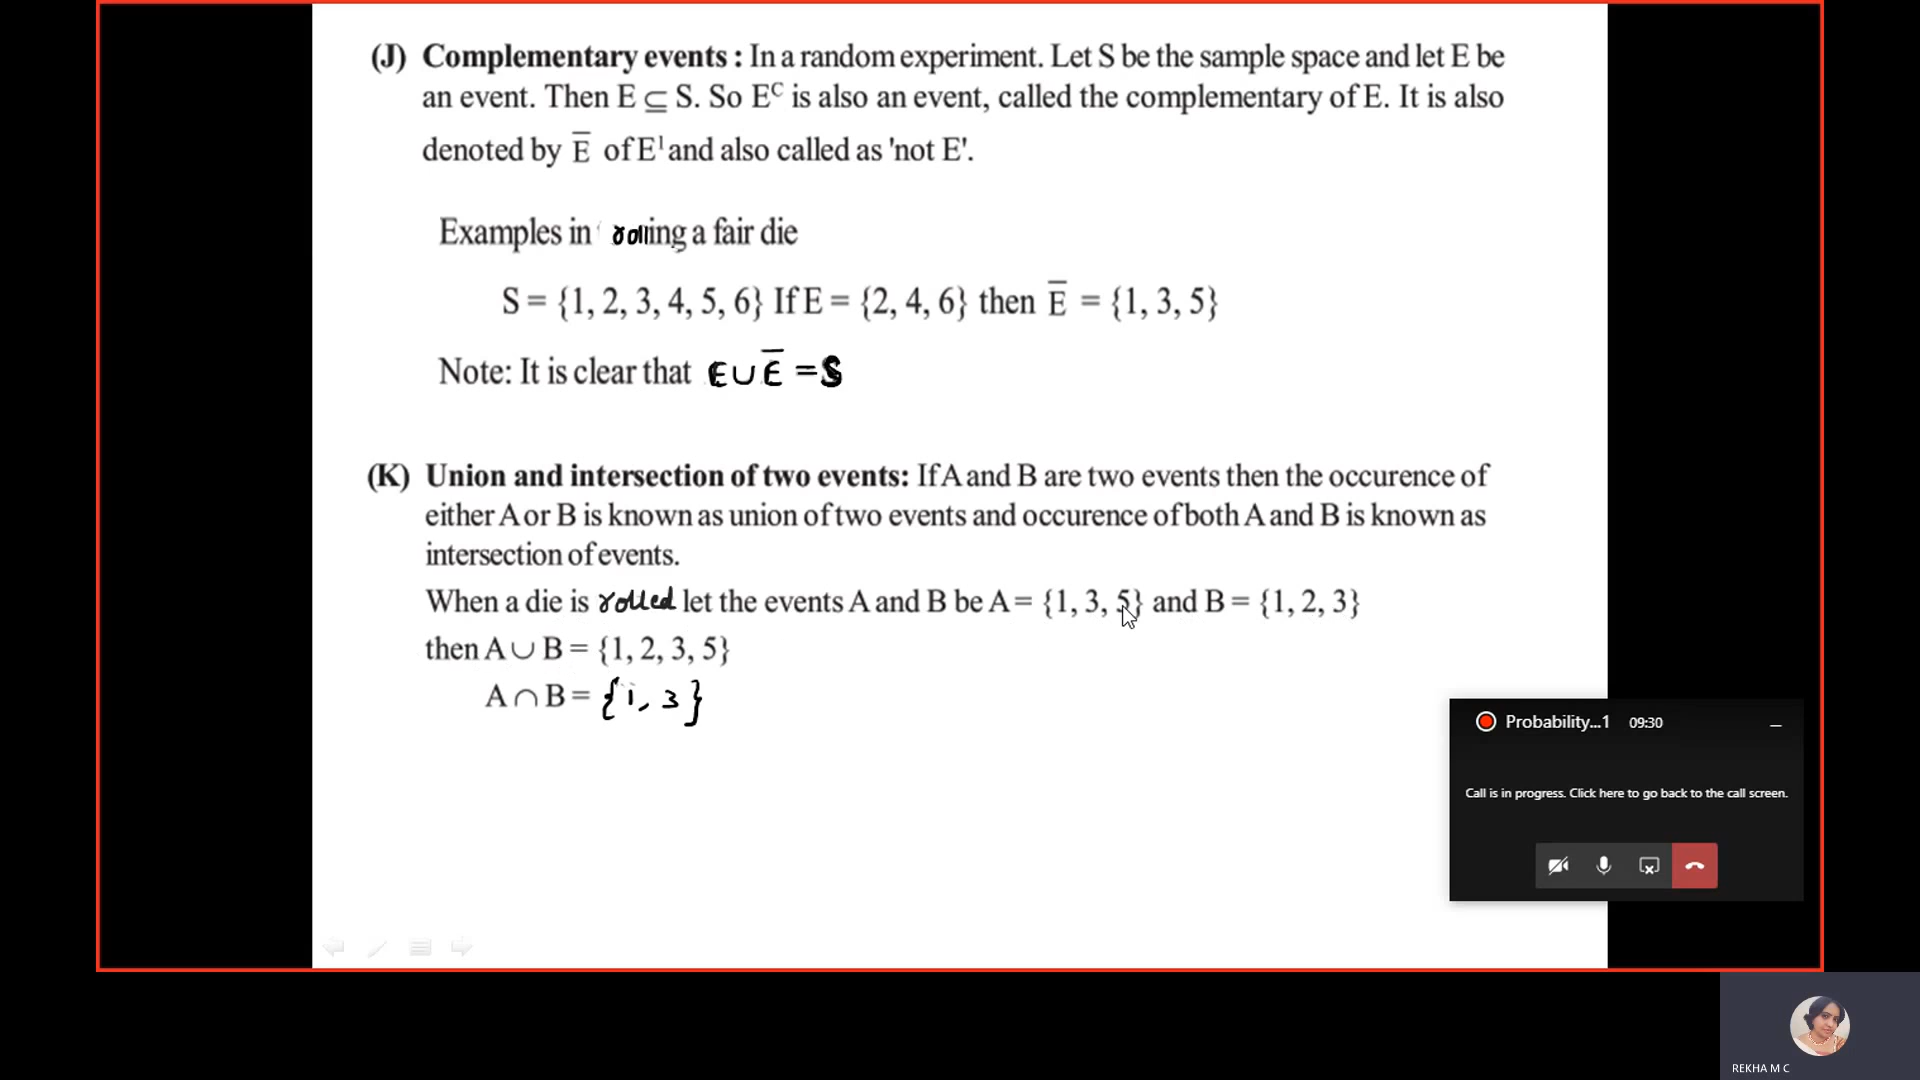 (J) Complementary events : In a random experiment. Let S be the sample space and let E be
an event. Then E ⊆ S. So Eᶜ is also an event, called the complementary of E. It is also
denoted by E̅ of E¹ and also called as 'not E'.
Examples in rolling a fair die
S = {1, 2, 3, 4, 5, 6} If E = {2, 4, 6} then E̅ = {1, 3, 5}
Note: It is clear that E∪E̅ = S
(K) Union and intersection of two events: If A and B are two events then the occurence of
either A or B is known as union of two events and occurence of both A and B is known as
intersection of events.
When a die is rolled let the events A and B be A = {1, 3, 5} and B = {1, 2, 3}
then A ∪ B = {1, 2, 3, 5}
A ∩ B = {1, 3}
Probability...1 09:30
Call is in progress. Click here to go back to the call screen.
REKHA M C